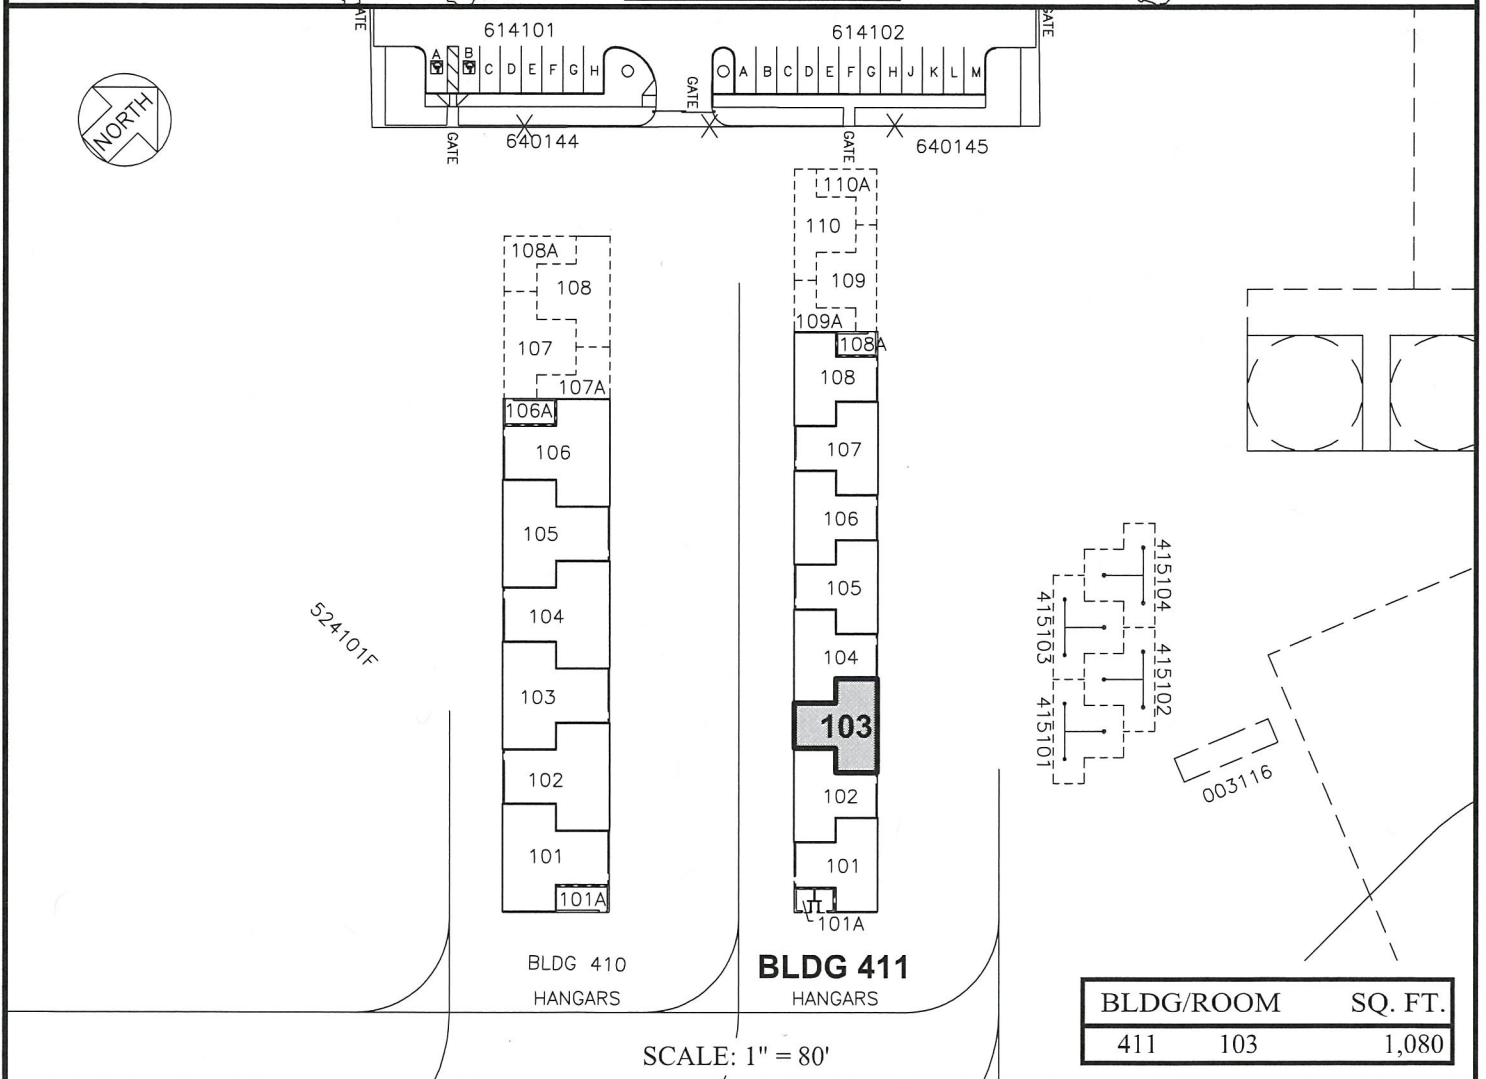 GATE
GATE
614101
614102
A
B
C D E F G H
A B C D E F G H J K L M
GATE
NORTH
640144
640145
GATE
GATE
110A
110
109
109A
108A
108
107
106
105
104
103
102
101
101A
108A
108
107
107A
106A
106
105
104
103
102
101
101A
524101F
415104
415103
415102
415101
003116
BLDG 410
HANGARS
BLDG 411
HANGARS
BLDG/ROOM SQ. FT.
411 103 1,080
SCALE: 1" = 80'